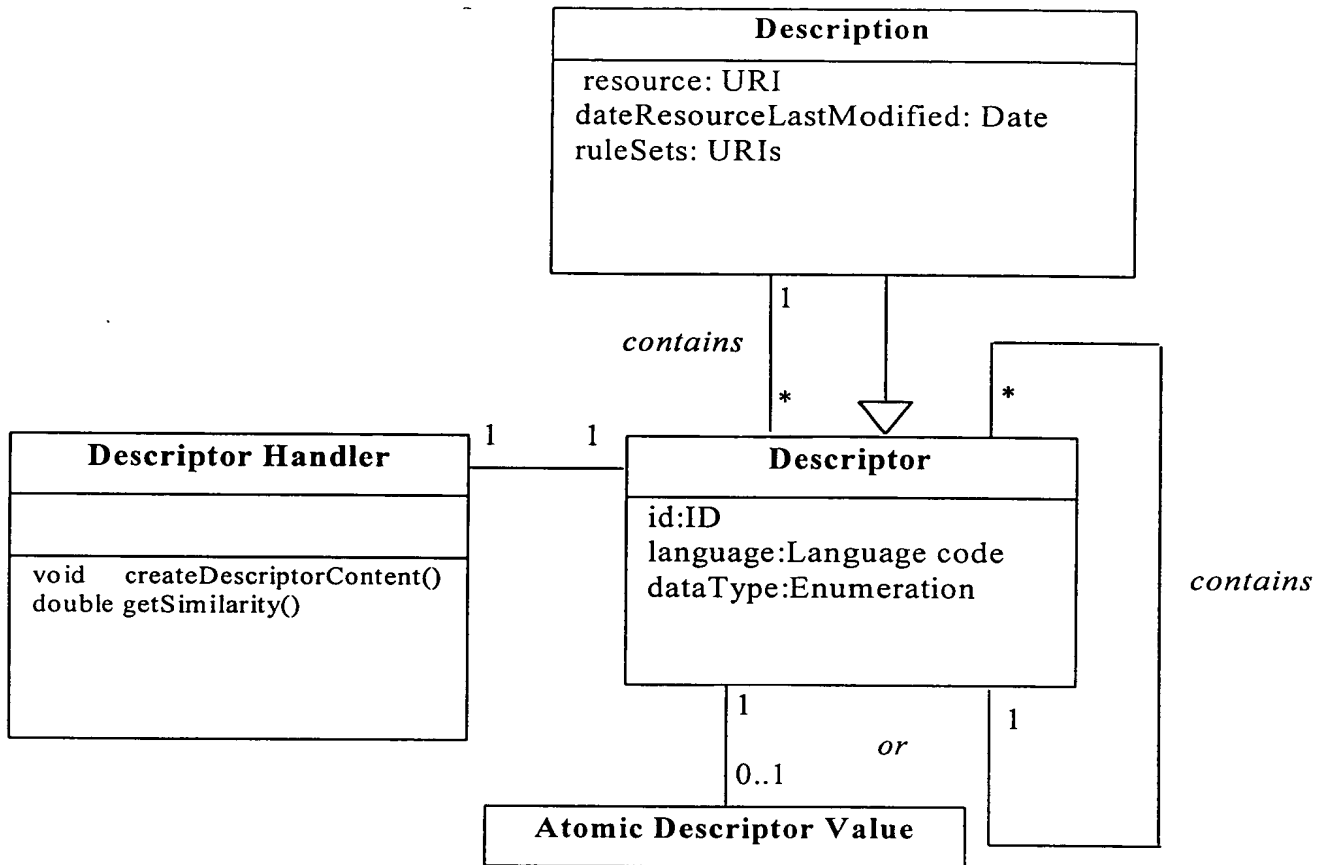 Description
resource: URI
dateResourceLastModified: Date
ruleSets: URIs
1
contains
*
*
1
1
Descriptor Handler
void createDescriptorContent()
double getSimilarity()
Descriptor
id:ID
language:Language code
dataType:Enumeration
contains
1
or
1
0..1
Atomic Descriptor Value